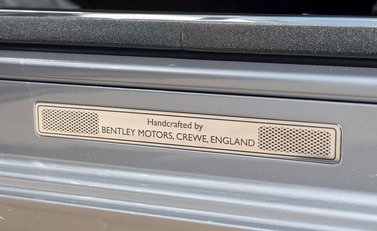 Handcrafted by
BENTLEY MOTORS, CREWE, ENGLAND